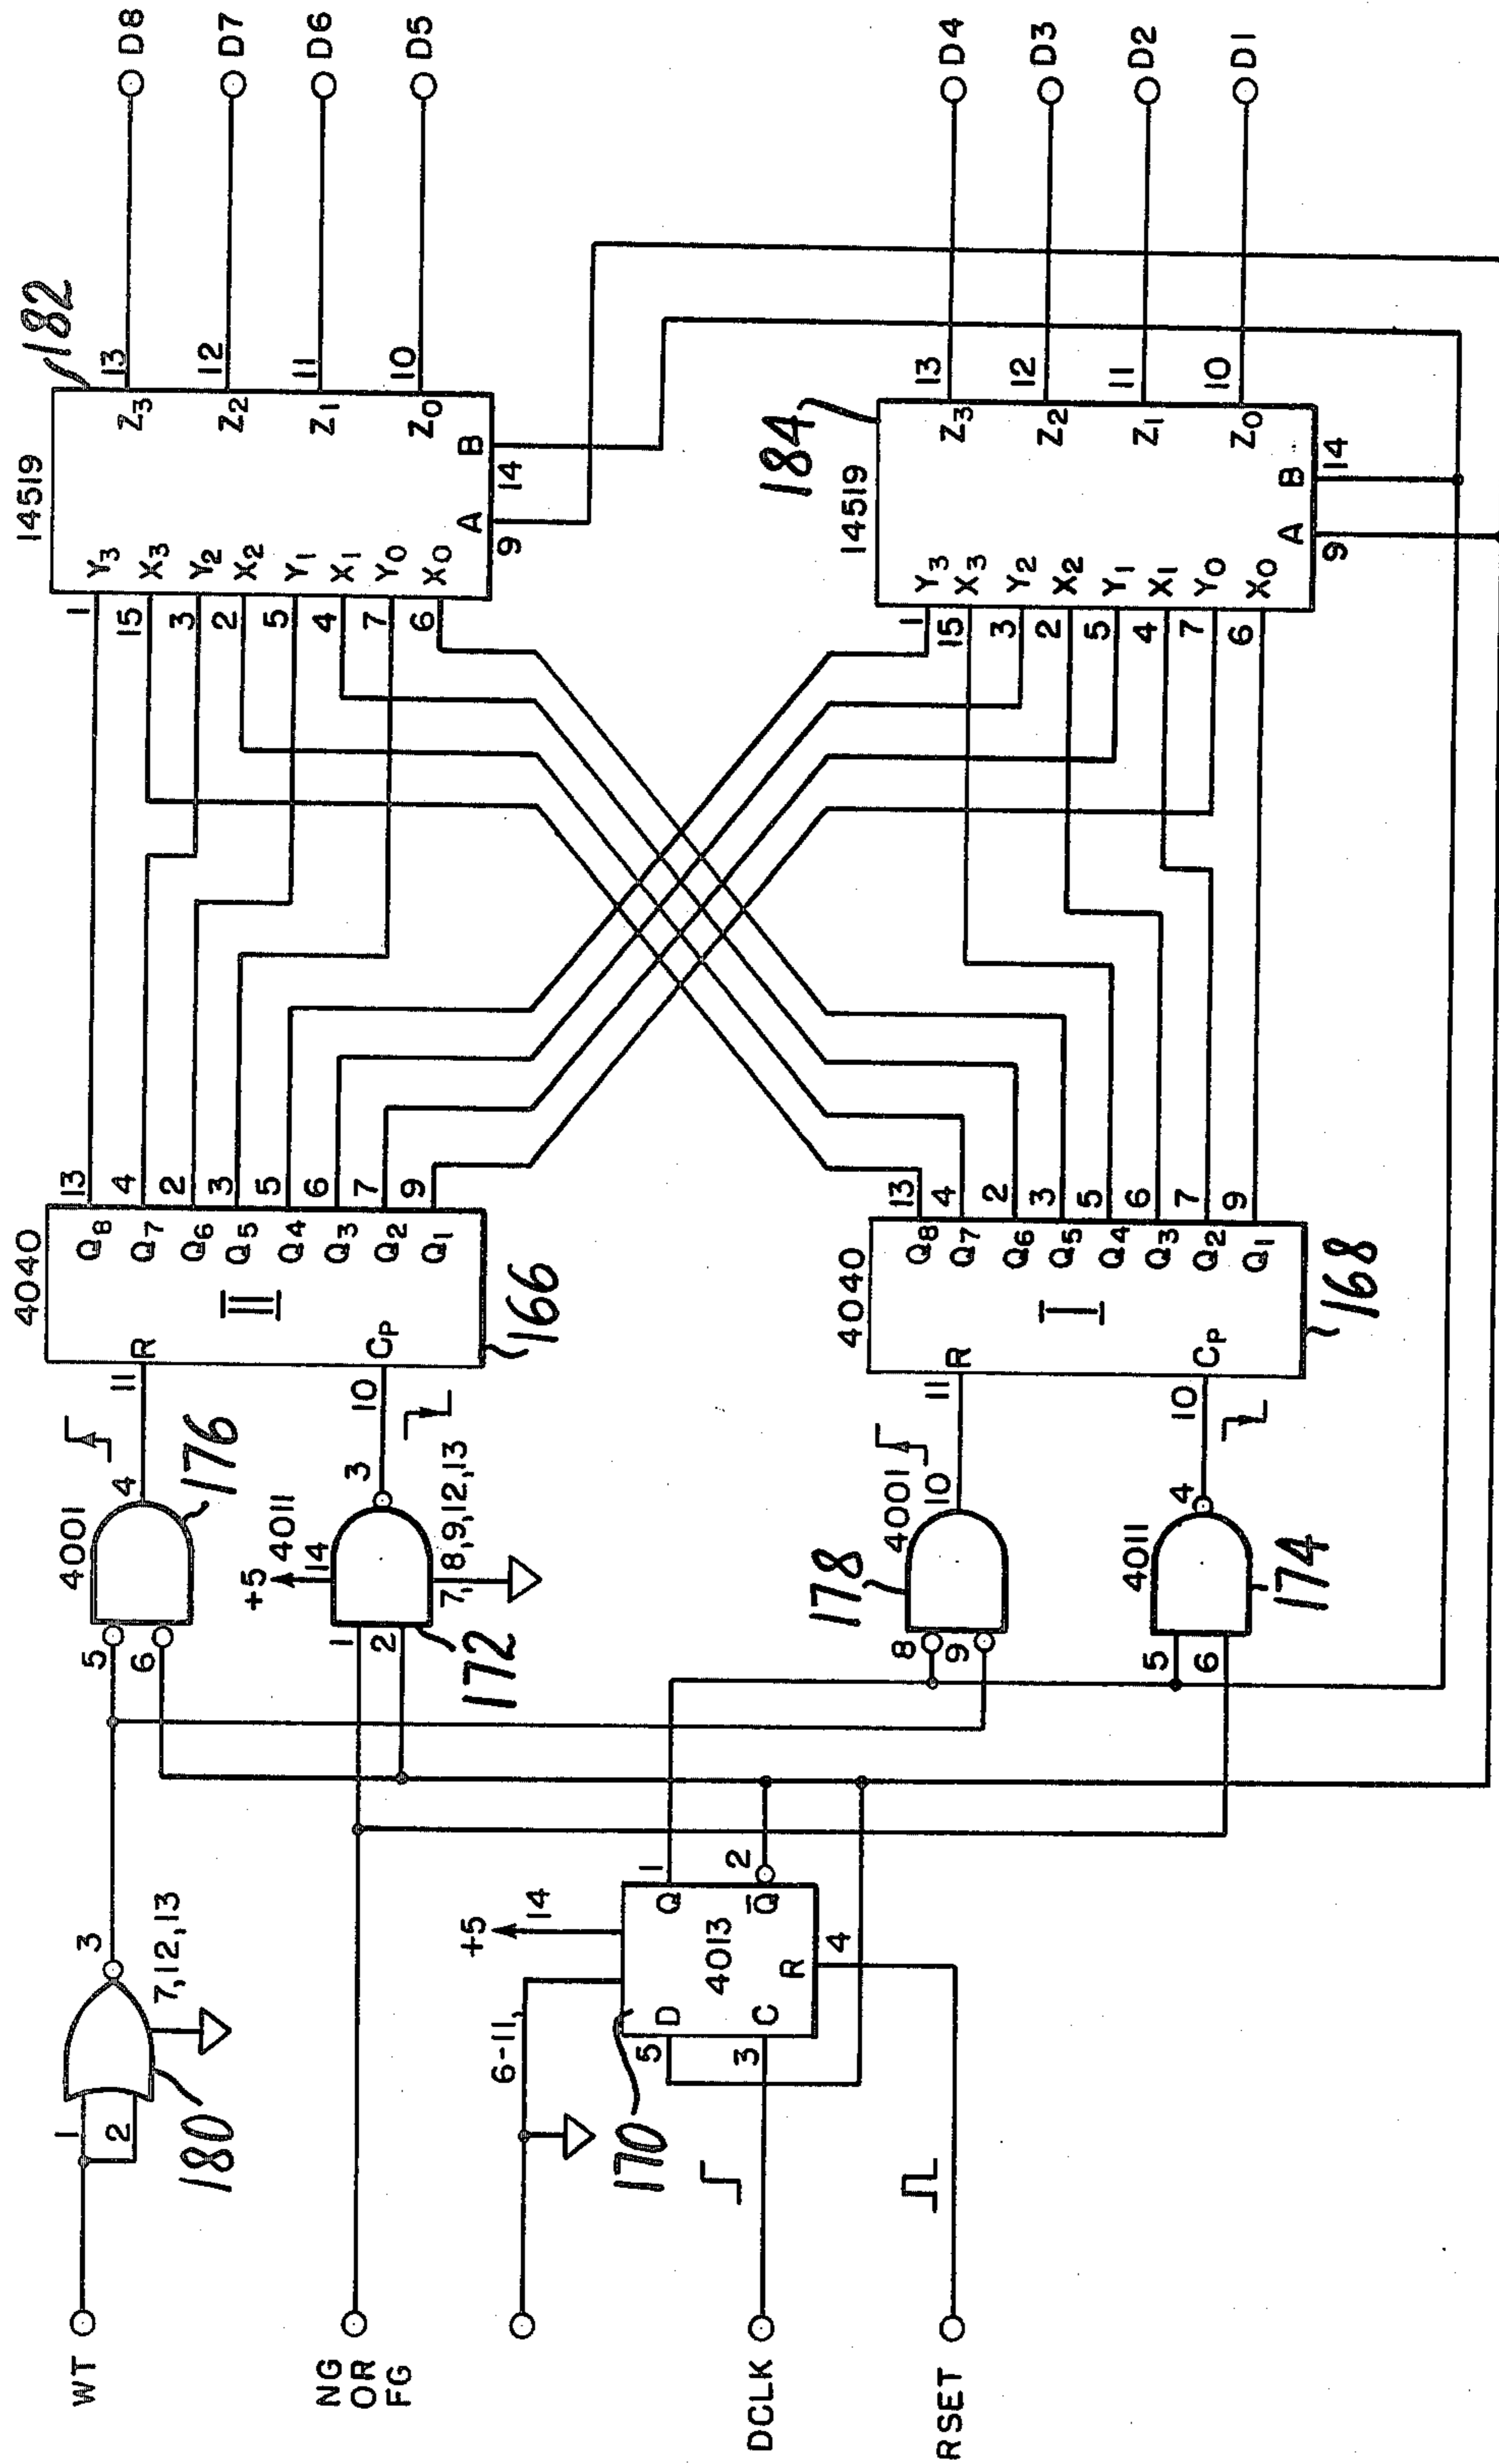 WT
1
2
180
3
7,12,13
NG
OR
FG
6-11,
+5
14
170
5
D
3
C
4013
Q
1
Q̅
2
R
4
DCLK
RSET
5
6
4001
4
176
+5
14
4011
1
2
172
3
7,8,9,12,13
8
9
178
4001
10
5
6
4011
4
174
4040
11
R
II
10
CP
166
Q8
13
Q7
4
Q6
2
Q5
3
Q4
5
Q3
6
Q2
7
Q1
9
4040
11
R
I
10
CP
168
Q8
13
Q7
4
Q6
2
Q5
3
Q4
5
Q3
6
Q2
7
Q1
9
14519
182
1
Y3
15
X3
3
Y2
2
X2
5
Y1
4
X1
7
Y0
6
X0
A
9
B
14
Z3
13
Z2
12
Z1
11
Z0
10
D8
D7
D6
D5
14519
184
1
Y3
15
X3
3
Y2
2
X2
5
Y1
4
X1
7
Y0
6
X0
A
9
B
14
Z3
13
Z2
12
Z1
11
Z0
10
D4
D3
D2
D1